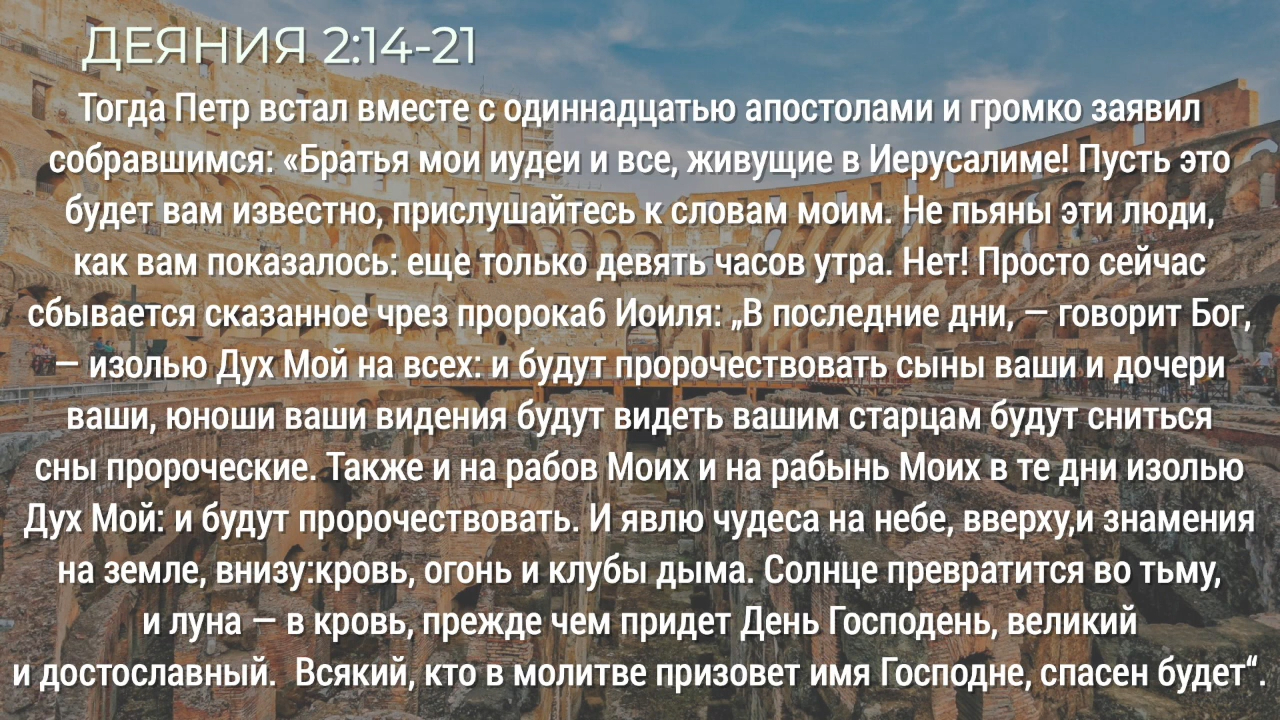 ДЕЯНИЯ 2:14-21
Тогда Петр встал вместе с одиннадцатью апостолами и громко заявил
собравшимся: «Братья мои иудеи и все, живущие в Иерусалиме! Пусть это
будет вам известно, прислушайтесь к словам моим. Не пьяны эти люди,
как вам показалось: еще только девять часов утра. Нет! Просто сейчас
сбывается сказанное чрез пророка6 Иоиля: „В последние дни, — говорит Бог,
— изолью Дух Мой на всех: и будут пророчествовать сыны ваши и дочери
ваши, юноши ваши видения будут видеть вашим старцам будут сниться
сны пророческие. Также и на рабов Моих и на рабынь Моих в те дни изолью
Дух Мой: и будут пророчествовать. И явлю чудеса на небе, вверху,и знамения
на земле, внизу:кровь, огонь и клубы дыма. Солнце превратится во тьму,
и луна — в кровь, прежде чем придет День Господень, великий
и достославный.  Всякий, кто в молитве призовет имя Господне, спасен будет“.